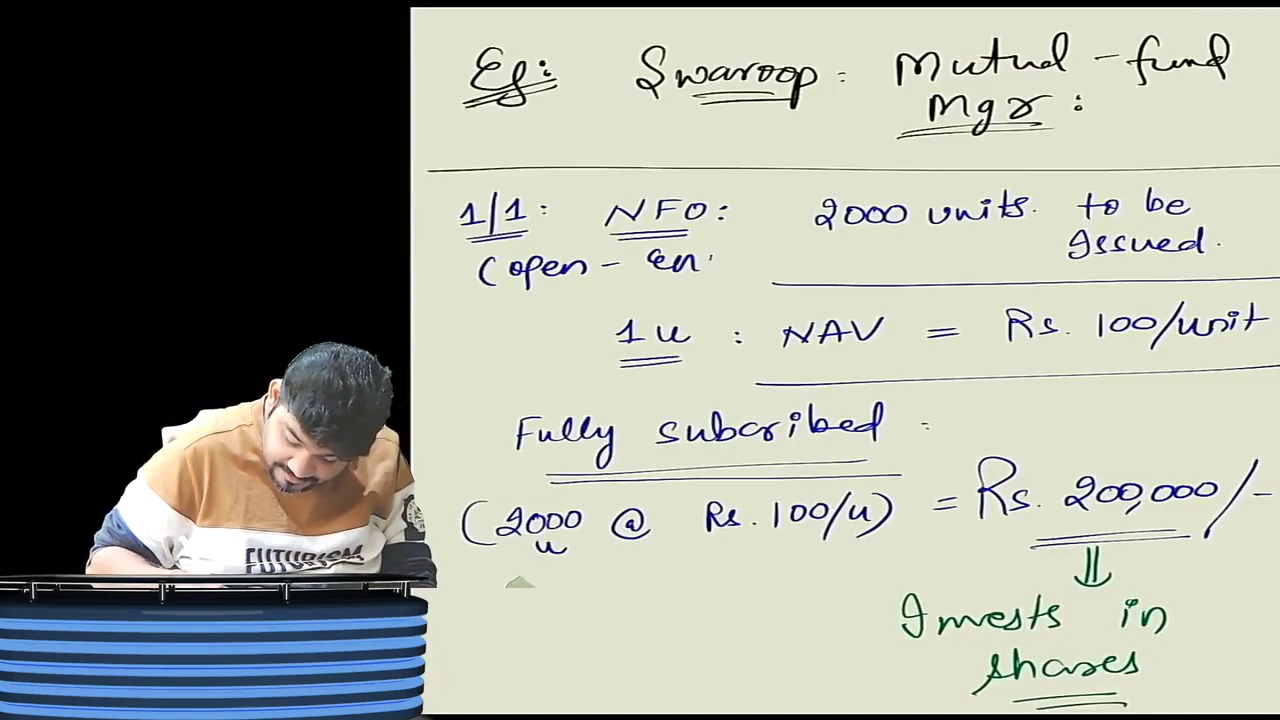 Eg: Swaroop: Mutual-fund
Mgr:
1/1: NFO: 2000 units. to be
Issued.
(open-en
1u : NAV = Rs. 100/unit
Fully subcribed :
(2000 @ Rs. 100/u) = Rs. 200,000/-
u
⇓
Invests in
shares
FUTURISM